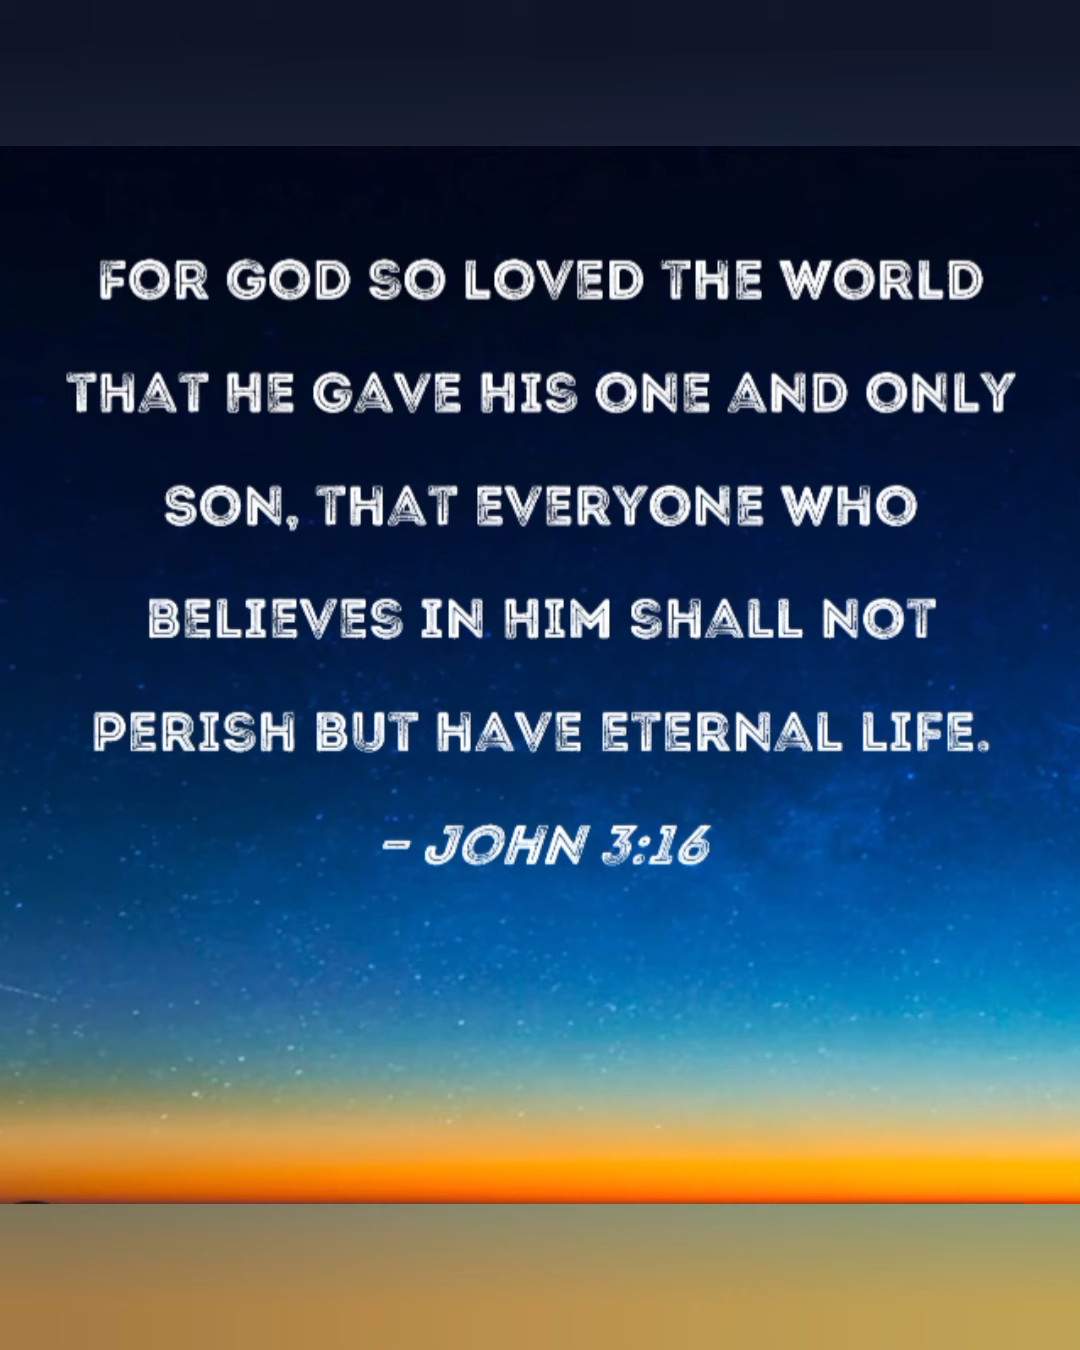 FOR GOD SO LOVED THE WORLD
THAT HE GAVE HIS ONE AND ONLY
SON, THAT EVERYONE WHO
BELIEVES IN HIM SHALL NOT
PERISH BUT HAVE ETERNAL LIFE.
– JOHN 3:16